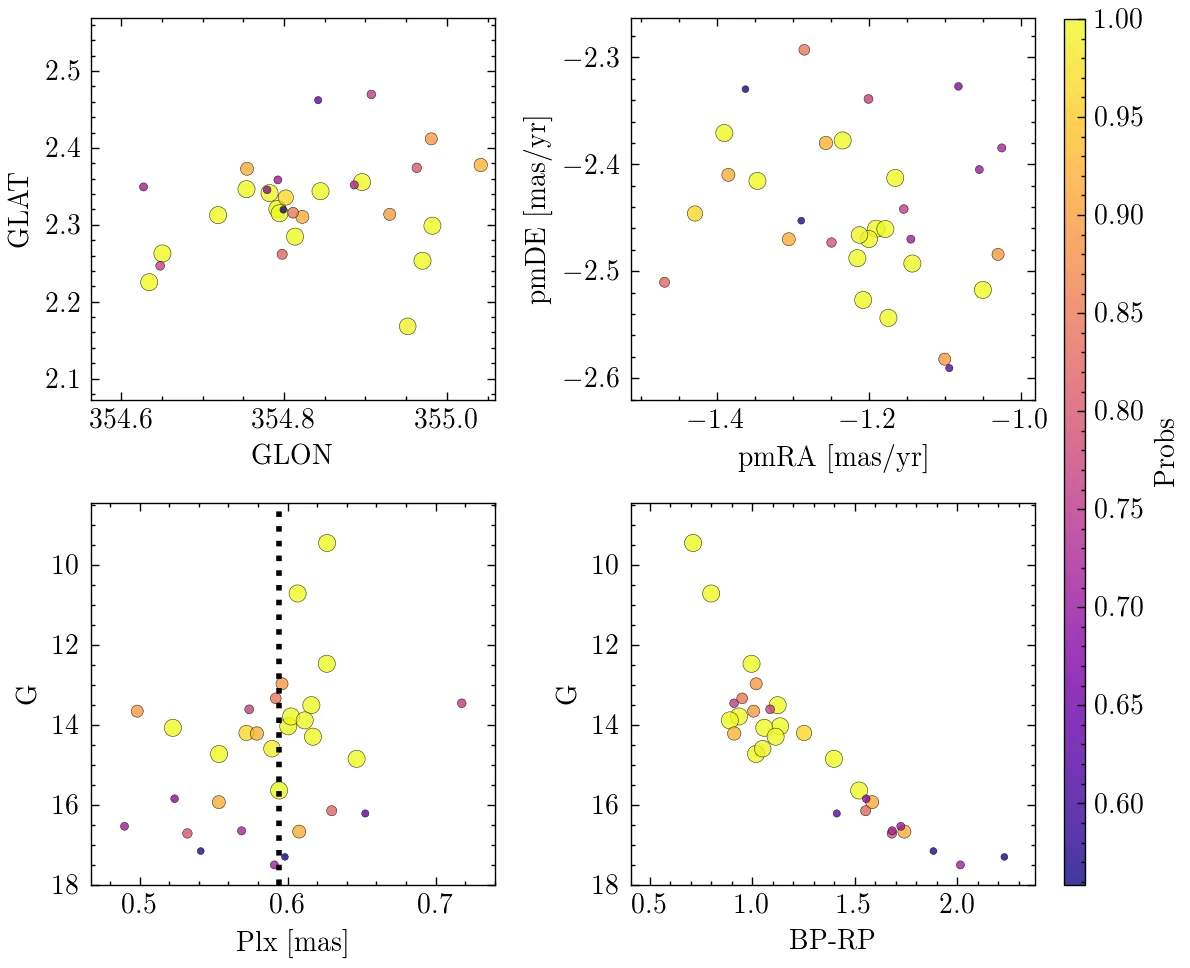 2.5
2.4
2.3
2.2
2.1
GLAT
354.6 354.8 355.0
GLON
−2.3
−2.4
−2.5
−2.6
pmDE [mas/yr]
−1.4 −1.2 −1.0
pmRA [mas/yr]
1.00
0.95
0.90
0.85
0.80
0.75
0.70
0.65
0.60
Probs
10
12
14
16
18
G
0.5 0.6 0.7
Plx [mas]
10
12
14
16
18
G
0.5 1.0 1.5 2.0
BP-RP